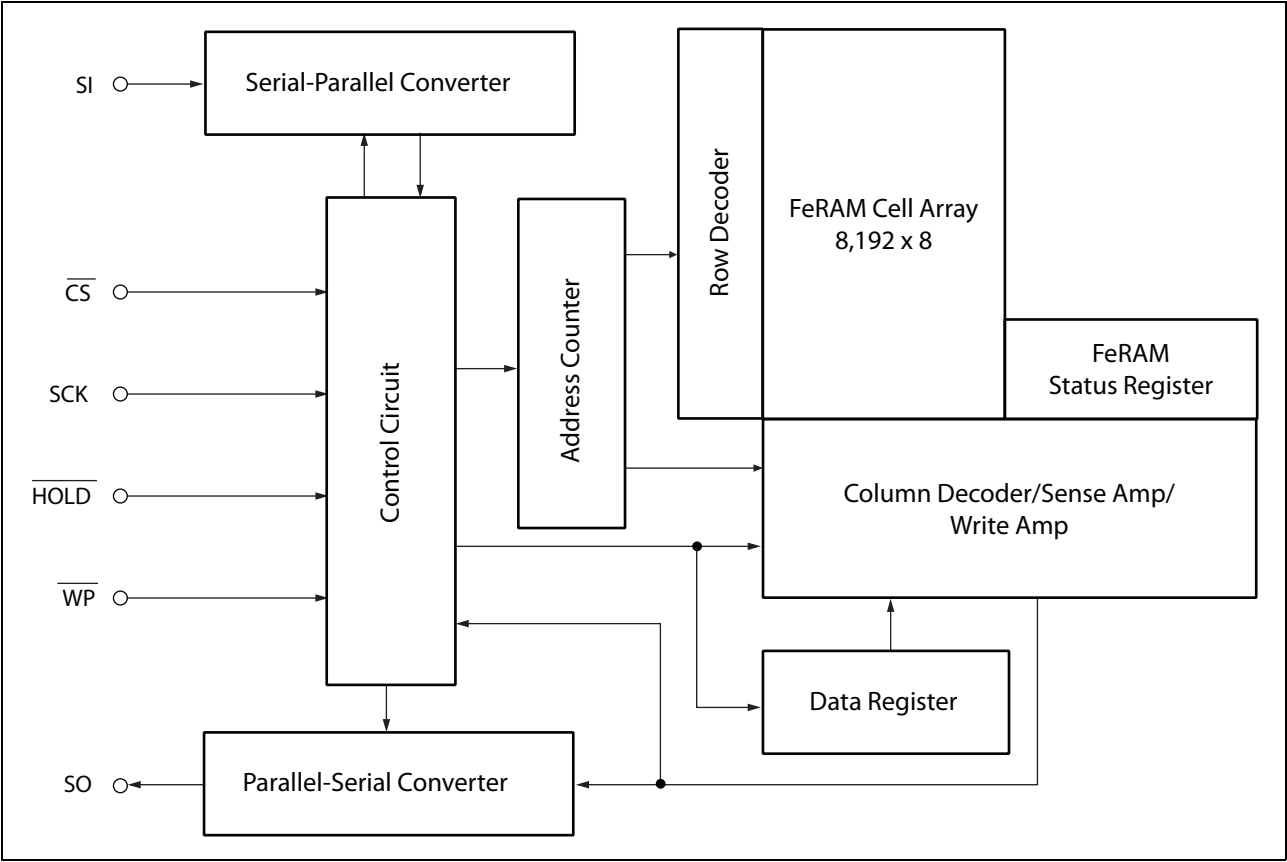 SI
Serial-Parallel Converter
CS
SCK
HOLD
WP
Control Circuit
Address Counter
Row Decoder
FeRAM Cell Array
8,192 x 8
FeRAM
Status Register
Column Decoder/Sense Amp/
Write Amp
Data Register
SO
Parallel-Serial Converter